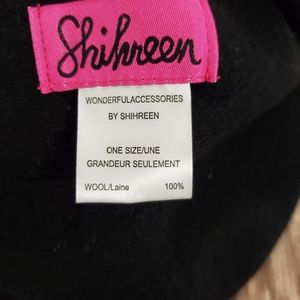 Shihreen
WONDERFULACCESSORIES
BY SHIHREEN
ONE SIZE/UNE
GRANDEUR SEULEMENT
WOOL/Laine 100%